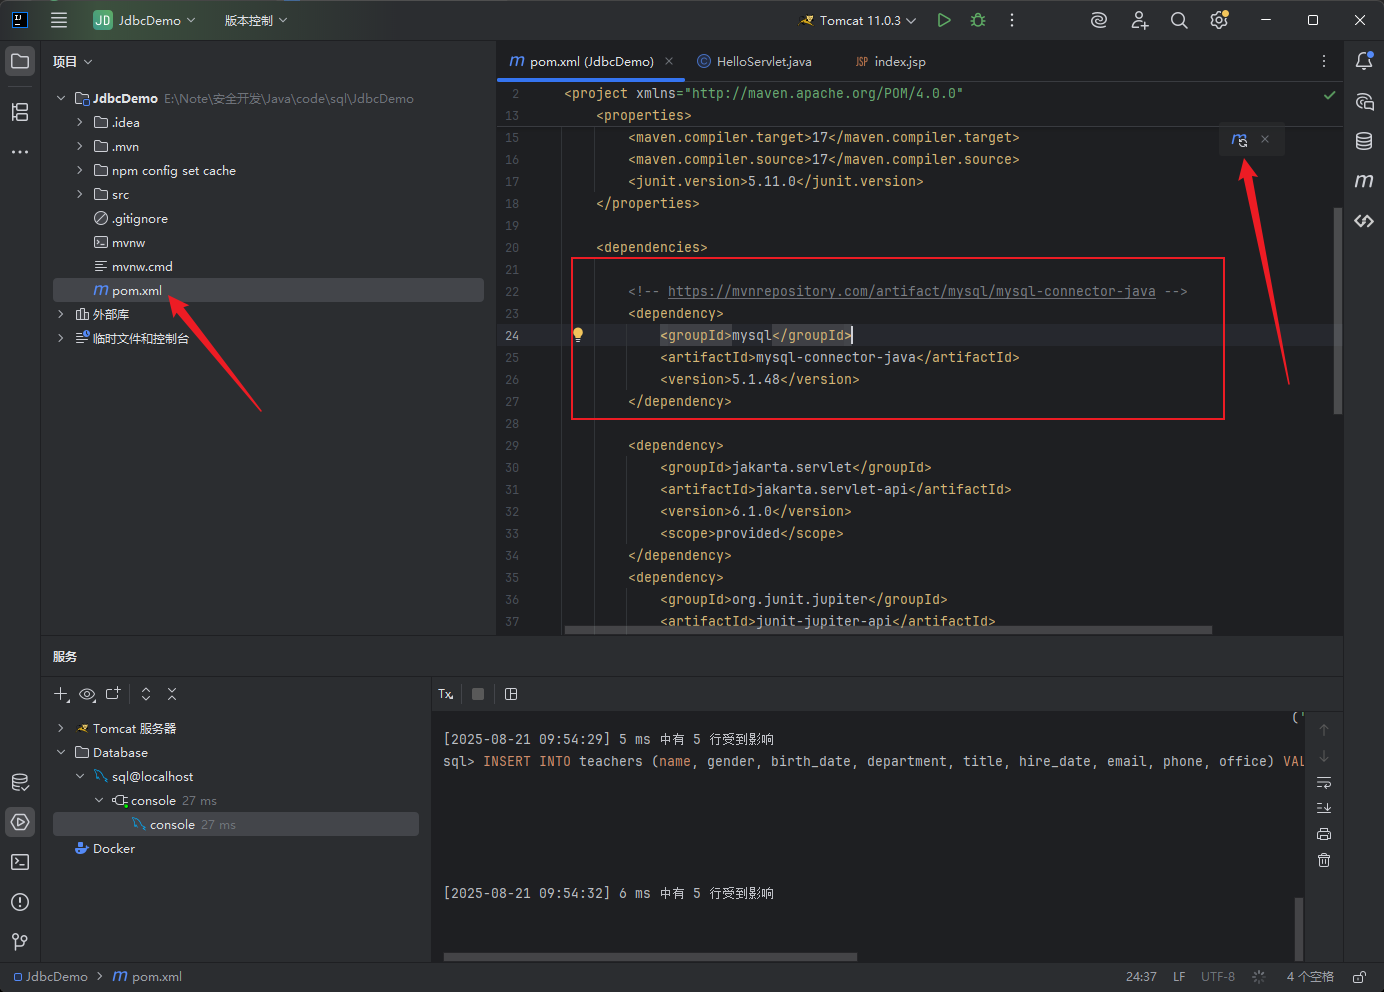 JD JdbcDemo 版本控制 Tomcat 11.0.3
项目
JdbcDemo E:\Note\安全开发\Java\code\sql\JdbcDemo
.idea
.mvn
npm config set cache
src
.gitignore
mvnw
mvnw.cmd
pom.xml
外部库
临时文件和控制台
pom.xml (JdbcDemo) HelloServlet.java JSP index.jsp
2 <project xmlns="http://maven.apache.org/POM/4.0.0"
13 <properties>
15 <maven.compiler.target>17</maven.compiler.target>
16 <maven.compiler.source>17</maven.compiler.source>
17 <junit.version>5.11.0</junit.version>
18 </properties>
19
20 <dependencies>
21
22 <!-- https://mvnrepository.com/artifact/mysql/mysql-connector-java -->
23 <dependency>
24 <groupId>mysql</groupId>
25 <artifactId>mysql-connector-java</artifactId>
26 <version>5.1.48</version>
27 </dependency>
28
29 <dependency>
30 <groupId>jakarta.servlet</groupId>
31 <artifactId>jakarta.servlet-api</artifactId>
32 <version>6.1.0</version>
33 <scope>provided</scope>
34 </dependency>
35 <dependency>
36 <groupId>org.junit.jupiter</groupId>
37 <artifactId>junit-jupiter-api</artifactId>
服务
Tomcat 服务器
Database
sql@localhost
console 27 ms
console 27 ms
Docker
Tx
('
[2025-08-21 09:54:29] 5 ms 中有 5 行受到影响
sql> INSERT INTO teachers (name, gender, birth_date, department, title, hire_date, email, phone, office) VAL
[2025-08-21 09:54:32] 6 ms 中有 5 行受到影响
JdbcDemo > pom.xml 24:37 LF UTF-8 4 个空格